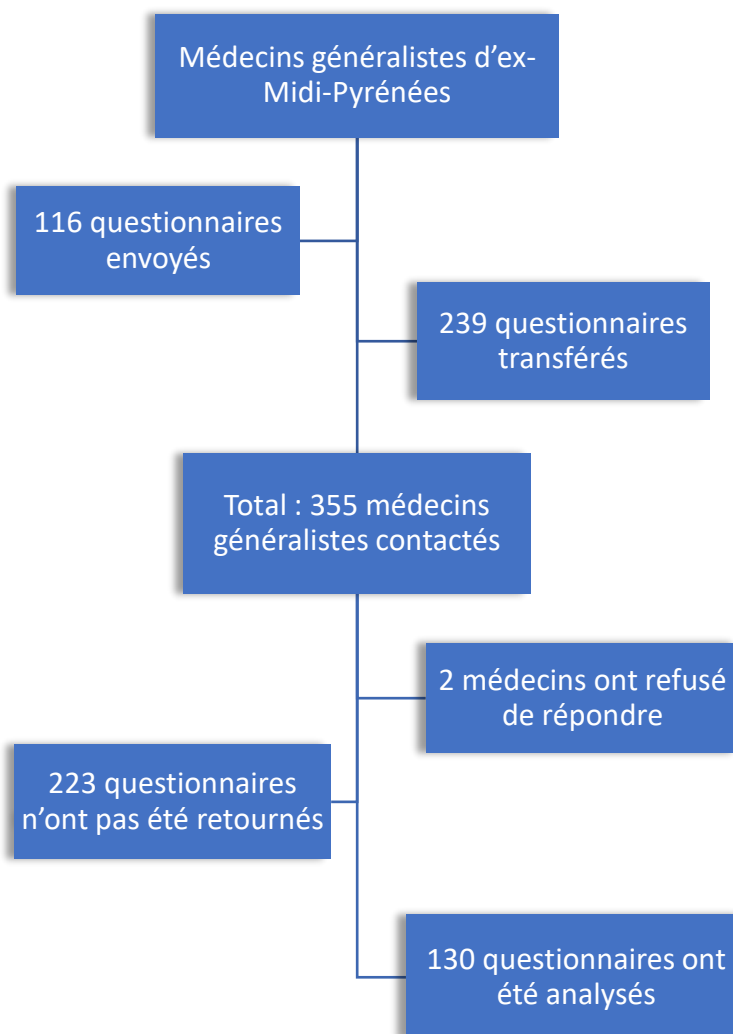 Médecins généralistes d’ex-
Midi-Pyrénées
116 questionnaires
envoyés
239 questionnaires
transférés
Total : 355 médecins
généralistes contactés
2 médecins ont refusé
de répondre
223 questionnaires
n’ont pas été retournés
130 questionnaires ont
été analysés